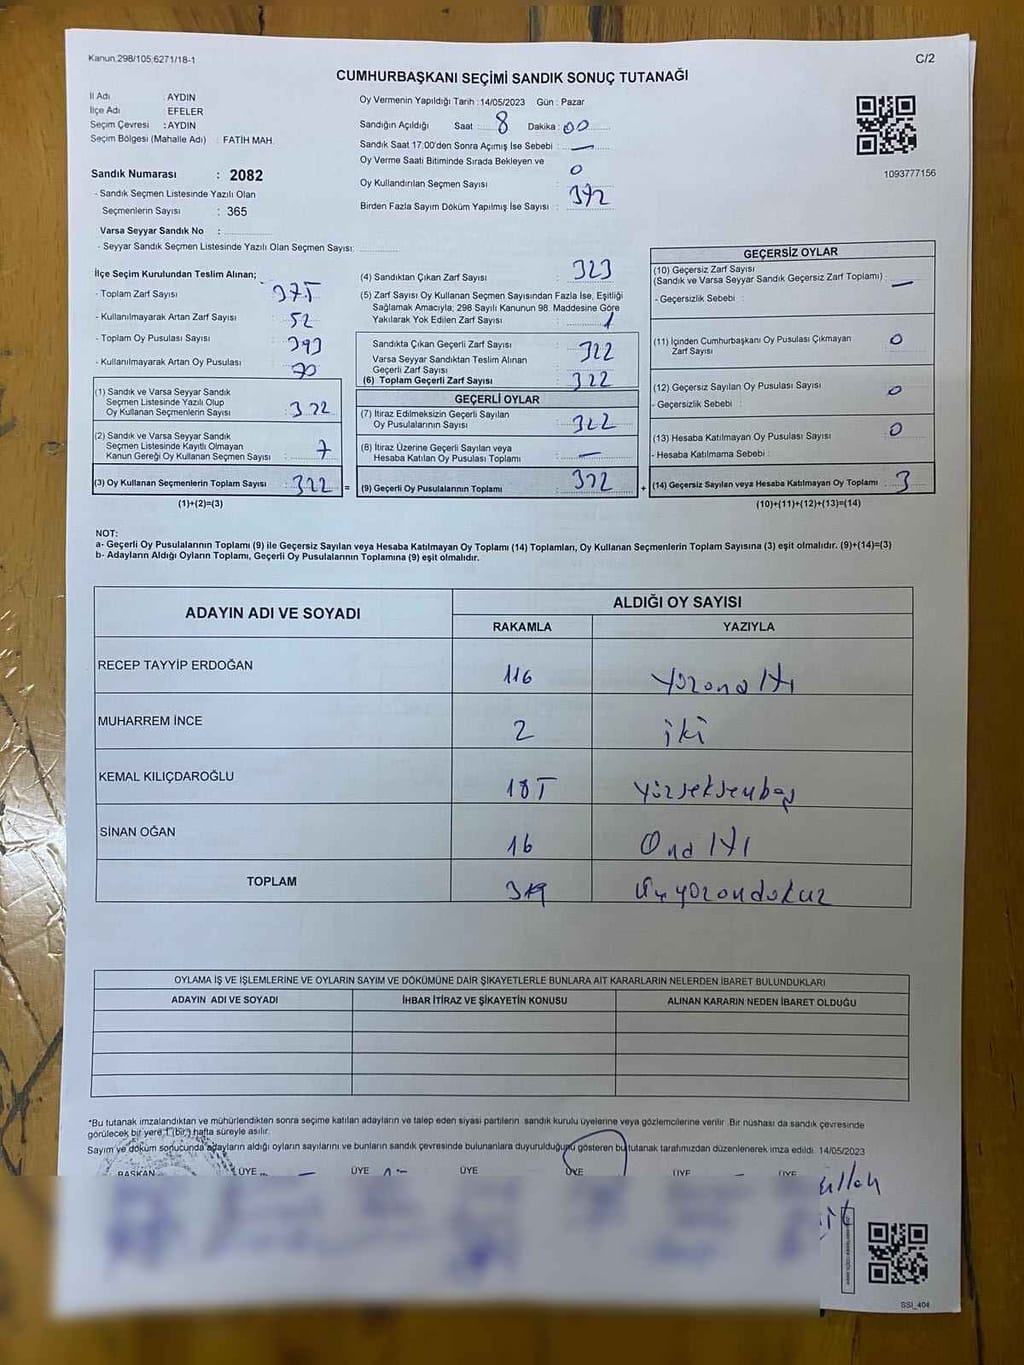 Kanun.298/105,6271/18-1
C/2
CUMHURBAŞKANI SEÇİMİ SANDIK SONUÇ TUTANAĞI
İl Adı : AYDIN
İlçe Adı : EFELER
Seçim Çevresi : AYDIN
Seçim Bölgesi (Mahalle Adı) : FATİH MAH.
Oy Vermenin Yapıldığı Tarih : 14/05/2023 Gün : Pazar
Sandığın Açıldığı Saat : 8 Dakika : 00
Sandık Saat 17:00'den Sonra Açımış İse Sebebi : —
Oy Verme Saati Bitiminde Sırada Bekleyen ve
Oy Kullandırılan Seçmen Sayısı : 0
Birden Fazla Sayım Döküm Yapılmış İse Sayısı : 372
1093777156
Sandık Numarası : 2082
- Sandık Seçmen Listesinde Yazılı Olan
Seçmenlerin Sayısı : 365
Varsa Seyyar Sandık No :
- Seyyar Sandık Seçmen Listesinde Yazılı Olan Seçmen Sayısı:
İlçe Seçim Kurulundan Teslim Alınan;
- Toplam Zarf Sayısı : 375
- Kullanılmayarak Artan Zarf Sayısı : 52
- Toplam Oy Pusulası Sayısı : 393
- Kullanılmayarak Artan Oy Pusulası : 70
(1) Sandık ve Varsa Seyyar Sandık
Seçmen Listesinde Yazılı Olup
Oy Kullanan Seçmenlerin Sayısı : 322
(2) Sandık ve Varsa Seyyar Sandık
Seçmen Listesinde Kayıtlı Olmayan
Kanun Gereği Oy Kullanan Seçmen Sayısı : 7
(3) Oy Kullanan Seçmenlerin Toplam Sayısı : 322 =
(1)+(2)=(3)
(4) Sandıktan Çıkan Zarf Sayısı : 323
(5) Zarf Sayısı Oy Kullanan Seçmen Sayısından Fazla İse, Eşitliği
Sağlamak Amacıyla; 298 Sayılı Kanunun 98. Maddesine Göre
Yakılarak Yok Edilen Zarf Sayısı : 1
Sandıkta Çıkan Geçerli Zarf Sayısı : 322
Varsa Seyyar Sandıktan Teslim Alınan
Geçerli Zarf Sayısı :
(6) Toplam Geçerli Zarf Sayısı : 322
GEÇERLİ OYLAR
(7) İtiraz Edilmeksizin Geçerli Sayılan
Oy Pusulalarının Sayısı : 322
(8) İtiraz Üzerine Geçerli Sayılan veya
Hesaba Katılan Oy Pusulası Toplamı : —
(9) Geçerli Oy Pusulalarının Toplamı : 322 +
GEÇERSİZ OYLAR
(10) Geçersiz Zarf Sayısı
(Sandık ve Varsa Seyyar Sandık Geçersiz Zarf Toplamı) : —
- Geçersizlik Sebebi :
(11) İçinden Cumhurbaşkanı Oy Pusulası Çıkmayan
Zarf Sayısı : 0
(12) Geçersiz Sayılan Oy Pusulası Sayısı : 0
- Geçersizlik Sebebi :
(13) Hesaba Katılmayan Oy Pusulası Sayısı : 0
- Hesaba Katılmama Sebebi :
(14) Geçersiz Sayılan veya Hesaba Katılmayan Oy Toplamı : 3
(10)+(11)+(12)+(13)=(14)
NOT:
a- Geçerli Oy Pusulalarının Toplamı (9) ile Geçersiz Sayılan veya Hesaba Katılmayan Oy Toplamı (14) Toplamları, Oy Kullanan Seçmenlerin Toplam Sayısına (3) eşit olmalıdır. (9)+(14)=(3)
b- Adayların Aldığı Oyların Toplamı, Geçerli Oy Pusulalarının Toplamına (9) eşit olmalıdır.
ADAYIN ADI VE SOYADI
ALDIĞI OY SAYISI
RAKAMLA YAZIYLA
RECEP TAYYİP ERDOĞAN 116 yüzonaltı
MUHARREM İNCE 2 iki
KEMAL KILIÇDAROĞLU 185 yüzseksenbeş
SİNAN OĞAN 16 Onaltı
TOPLAM 319 üçyüzondokuz
OYLAMA İŞ VE İŞLEMLERİNE VE OYLARIN SAYIM VE DÖKÜMÜNE DAİR ŞİKAYETLERLE BUNLARA AİT KARARLARIN NELERDEN İBARET BULUNDUKLARI
ADAYIN ADI VE SOYADI İHBAR İTİRAZ VE ŞİKAYETİN KONUSU ALINAN KARARIN NEDEN İBARET OLDUĞU
*Bu tutanak imzalandıktan ve mühürlendikten sonra seçime katılan adayların ve talep eden siyasi partilerin sandık kurulu üyelerine veya gözlemcilerine verilir. Bir nüshası da sandık çevresinde
görülecek bir yere 1 (bir) hafta süreyle asılır.
Sayım ve döküm sonucunda adayların aldığı oyların sayılarını ve bunların sandık çevresinde bulunanlara duyurulduğunu gösteren bu tutanak tarafımızdan düzenlenerek imza edildi. 14/05/2023
BAŞKAN ÜYE ÜYE ÜYE ÜYE ÜYE ÜYE
SSI_404